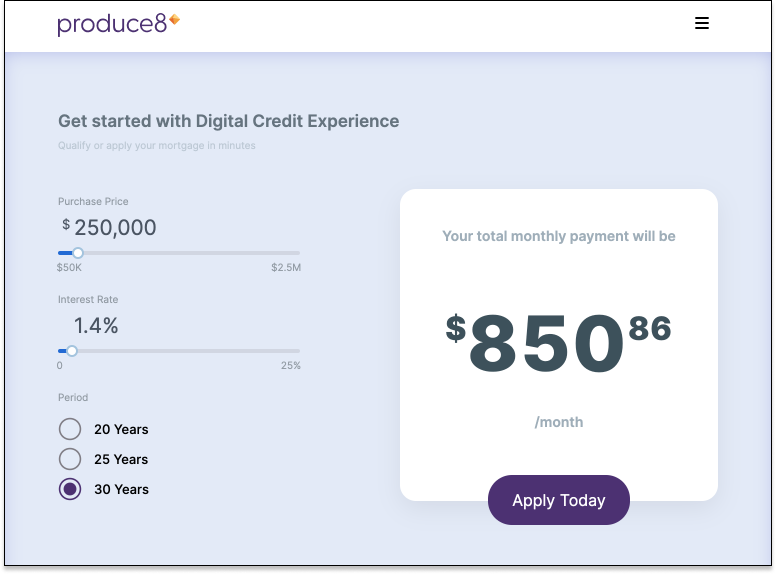 produce8
Get started with Digital Credit Experience
Qualify or apply your mortgage in minutes
Purchase Price
$ 250,000
$50K $2.5M
Interest Rate
1.4%
0 25%
Period
20 Years
25 Years
30 Years
Your total monthly payment will be
$850 86
/month
Apply Today